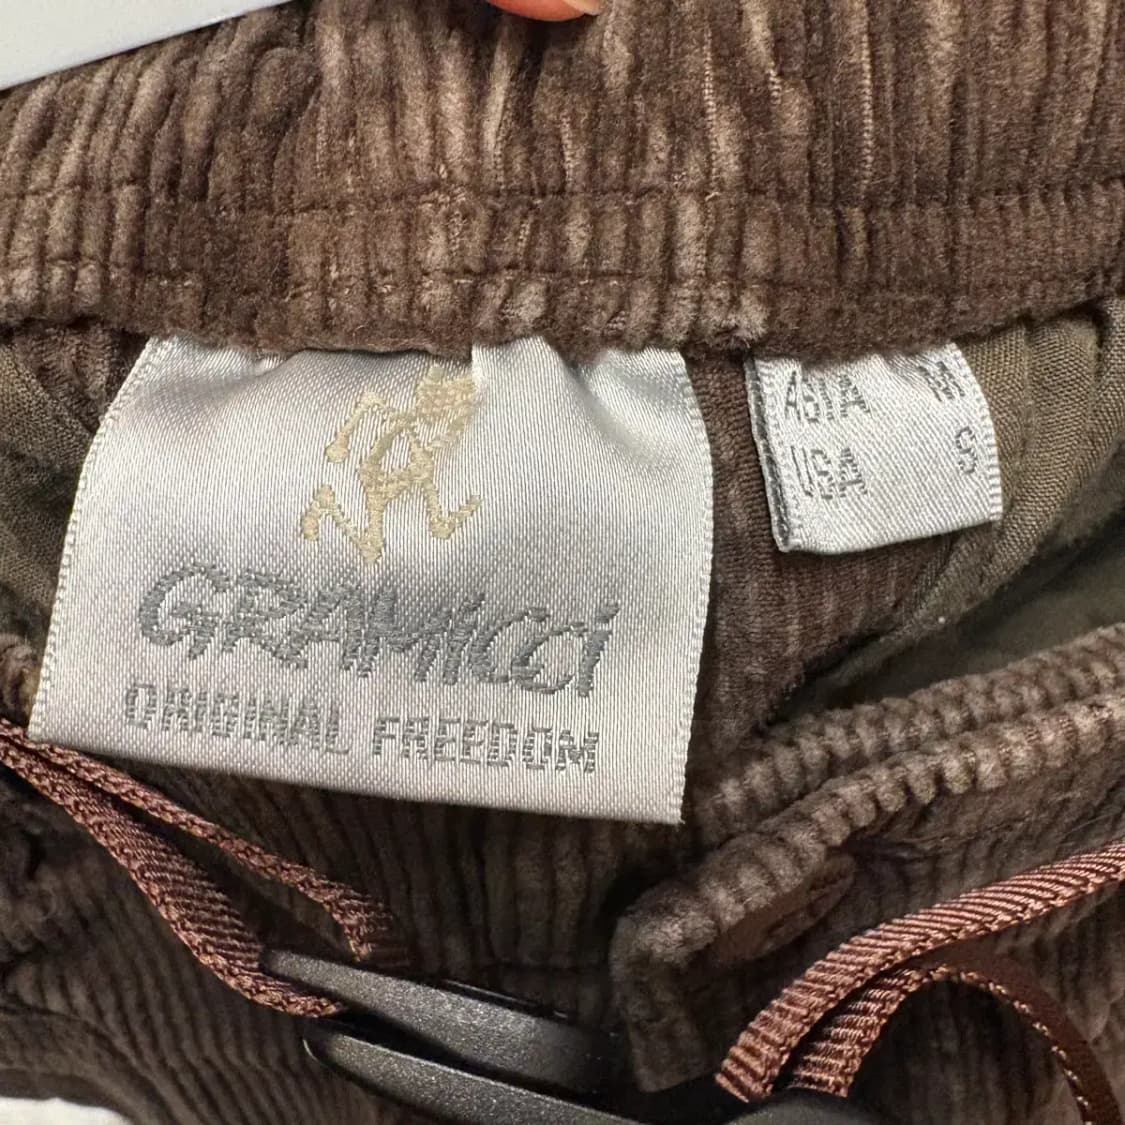 GRAMicci
ORIGINAL FREEDOM
ASIA M
USA S